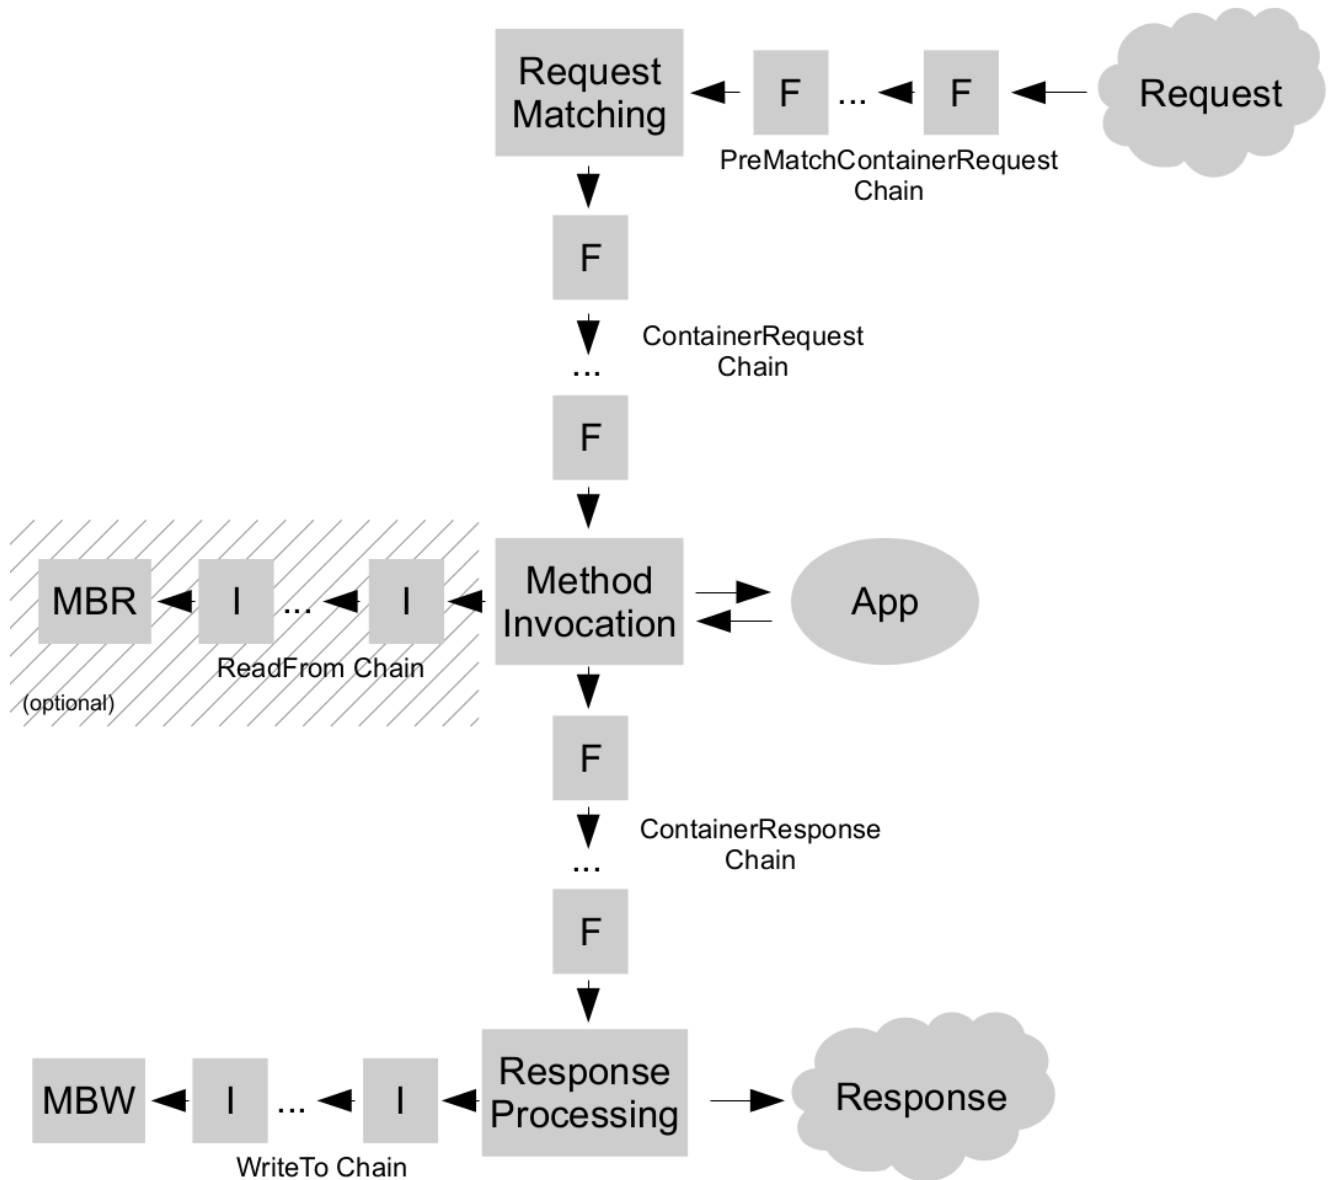 Request
Matching
F
...
F
Request
PreMatchContainerRequest
Chain
F
ContainerRequest
Chain
...
F
MBR
I
...
I
ReadFrom Chain
(optional)
Method
Invocation
App
F
ContainerResponse
Chain
...
F
MBW
I
...
I
WriteTo Chain
Response
Processing
Response